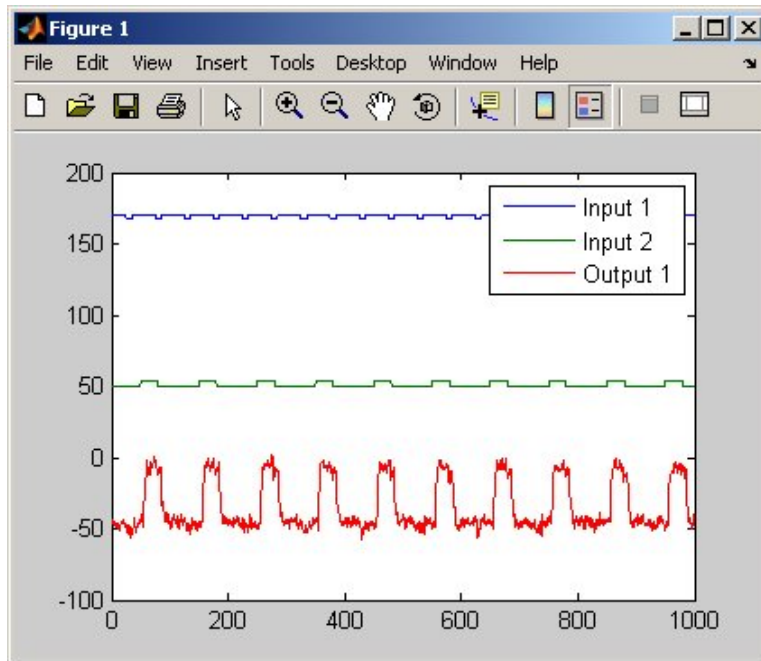 Figure 1
File Edit View Insert Tools Desktop Window Help
200
150
100
50
0
-50
-100
0 200 400 600 800 1000
Input 1
Input 2
Output 1